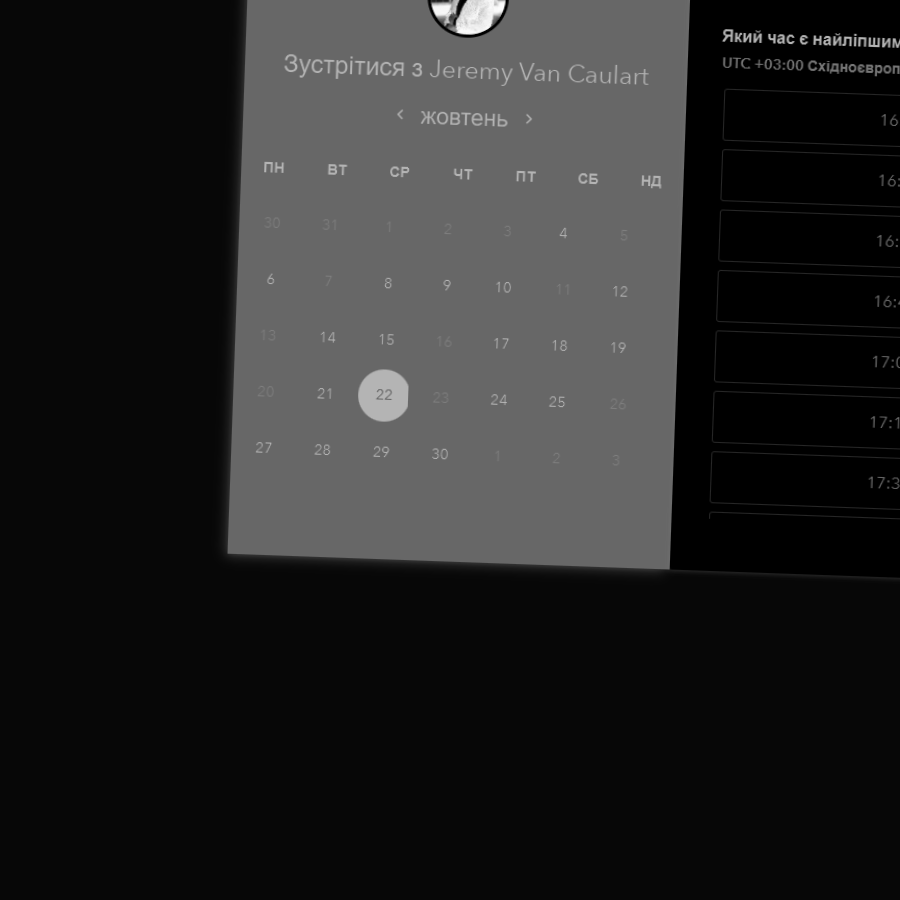 Зустрітися з Jeremy Van Caulart
жовтень
ПН ВТ СР ЧТ ПТ СБ НД
30 31 1 2 3 4 5
6 7 8 9 10 11 12
13 14 15 16 17 18 19
20 21 22 23 24 25 26
27 28 29 30 1 2 3
Який час є найліпшим
UTC +03:00
16
16:
16:
16:
17:0
17:1
17:3